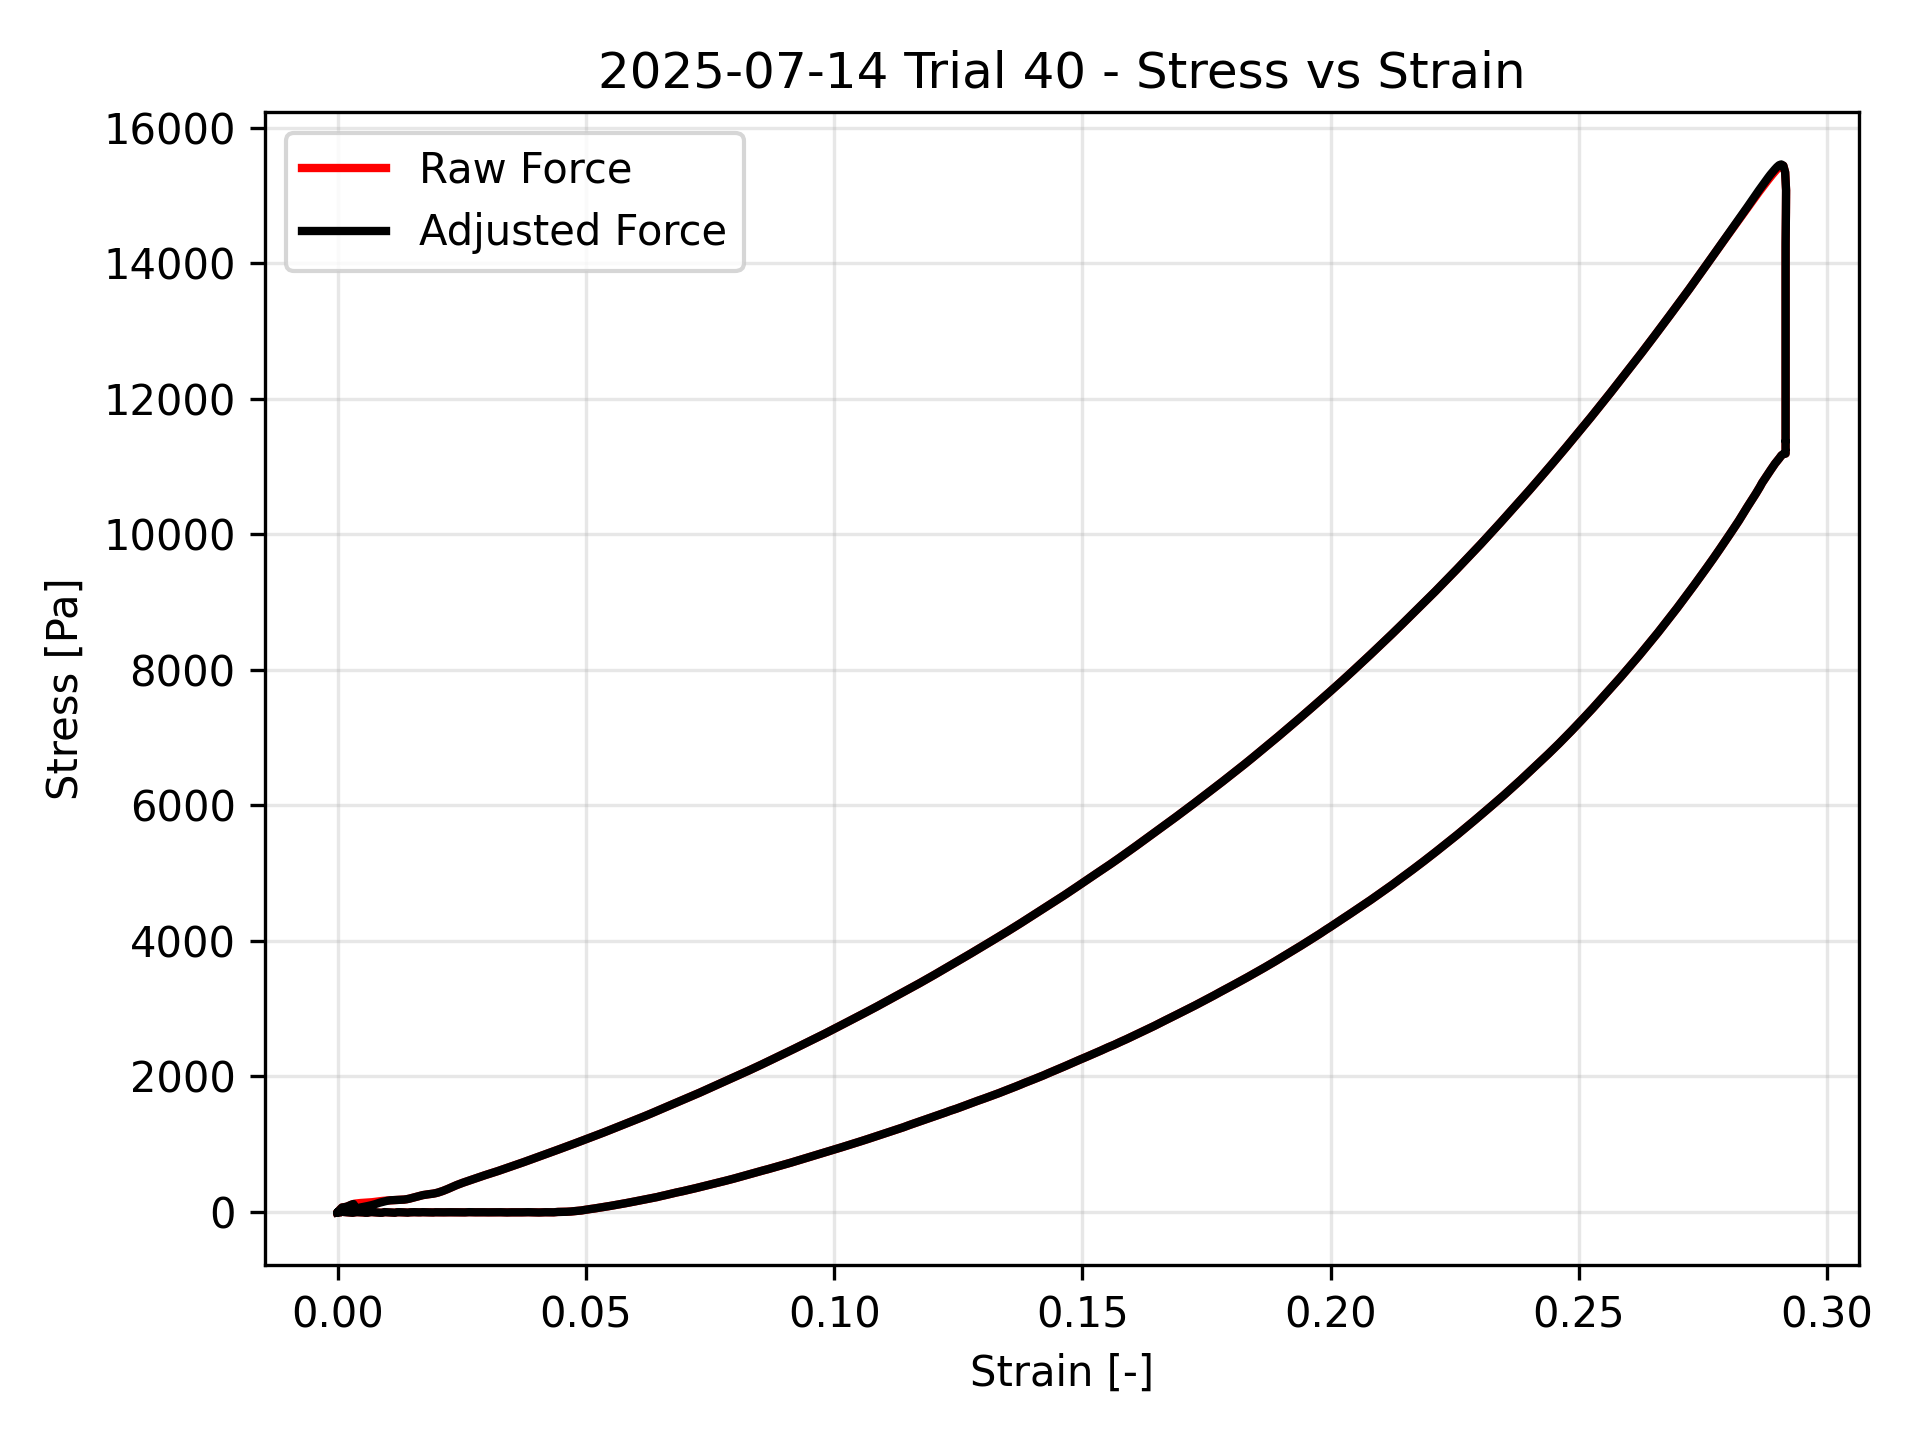 2025-07-14 Trial 40 - Stress vs Strain
Raw Force
Adjusted Force
16000
14000
12000
10000
8000
6000
4000
2000
0
Stress [Pa]
0.00 0.05 0.10 0.15 0.20 0.25 0.30
Strain [-]